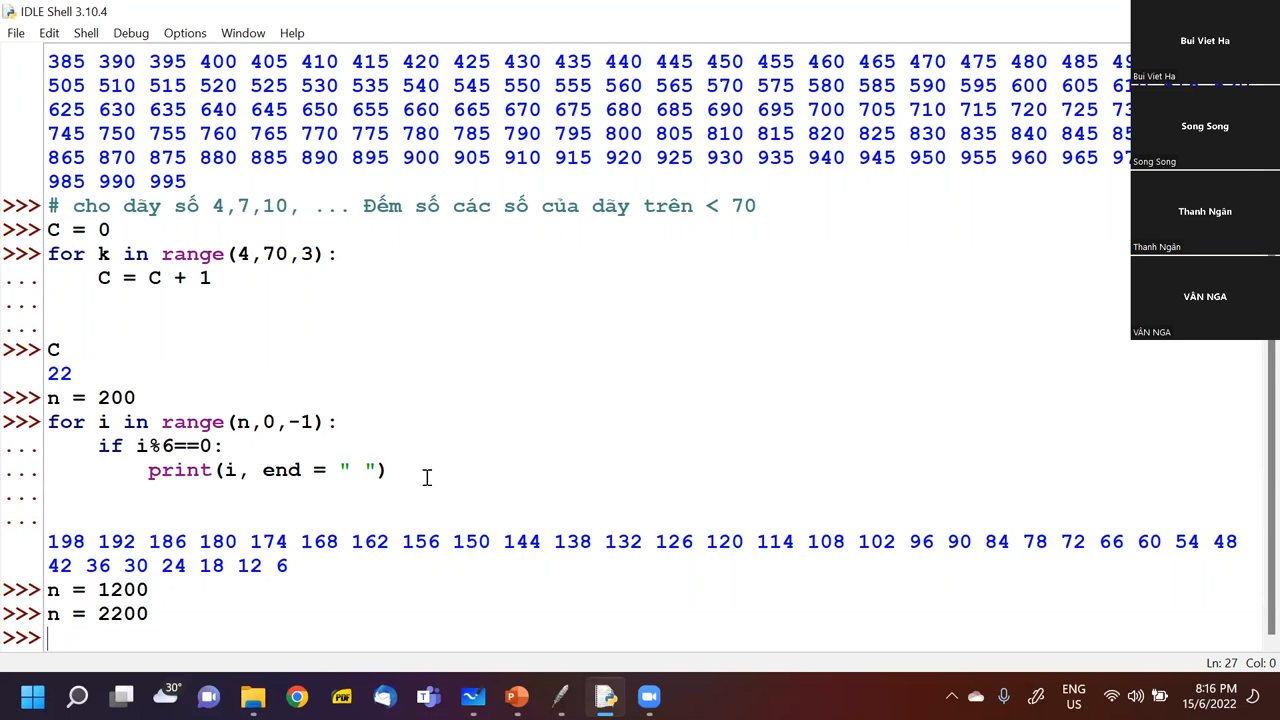 IDLE Shell 3.10.4
File Edit Shell Debug Options Window Help
385 390 395 400 405 410 415 420 425 430 435 440 445 450 455 460 465 470 475 480 485
505 510 515 520 525 530 535 540 545 550 555 560 565 570 575 580 585 590 595 600 605
625 630 635 640 645 650 655 660 665 670 675 680 685 690 695 700 705 710 715 720 725
745 750 755 760 765 770 775 780 785 790 795 800 805 810 815 820 825 830 835 840 845
865 870 875 880 885 890 895 900 905 910 915 920 925 930 935 940 945 950 955 960 965
985 990 995
>>> # cho dãy số 4,7,10, ... Đếm số các số của dãy trên < 70
>>> C = 0
>>> for k in range(4,70,3):
... C = C + 1
...
...
>>> C
22
>>> n = 200
>>> for i in range(n,0,-1):
... if i%6==0:
... print(i, end = " ")
...
...
198 192 186 180 174 168 162 156 150 144 138 132 126 120 114 108 102 96 90 84 78 72 66 60 54 48
42 36 30 24 18 12 6
>>> n = 1200
>>> n = 2200
>>>
Bui Viet Ha
Bui Viet Ha
Song Song
Song Song
Thanh Ngân
Thanh Ngân
VÂN NGA
VÂN NGA
Ln: 27 Col: 0
30°
PDF
ENG
US
8:16 PM
15/6/2022